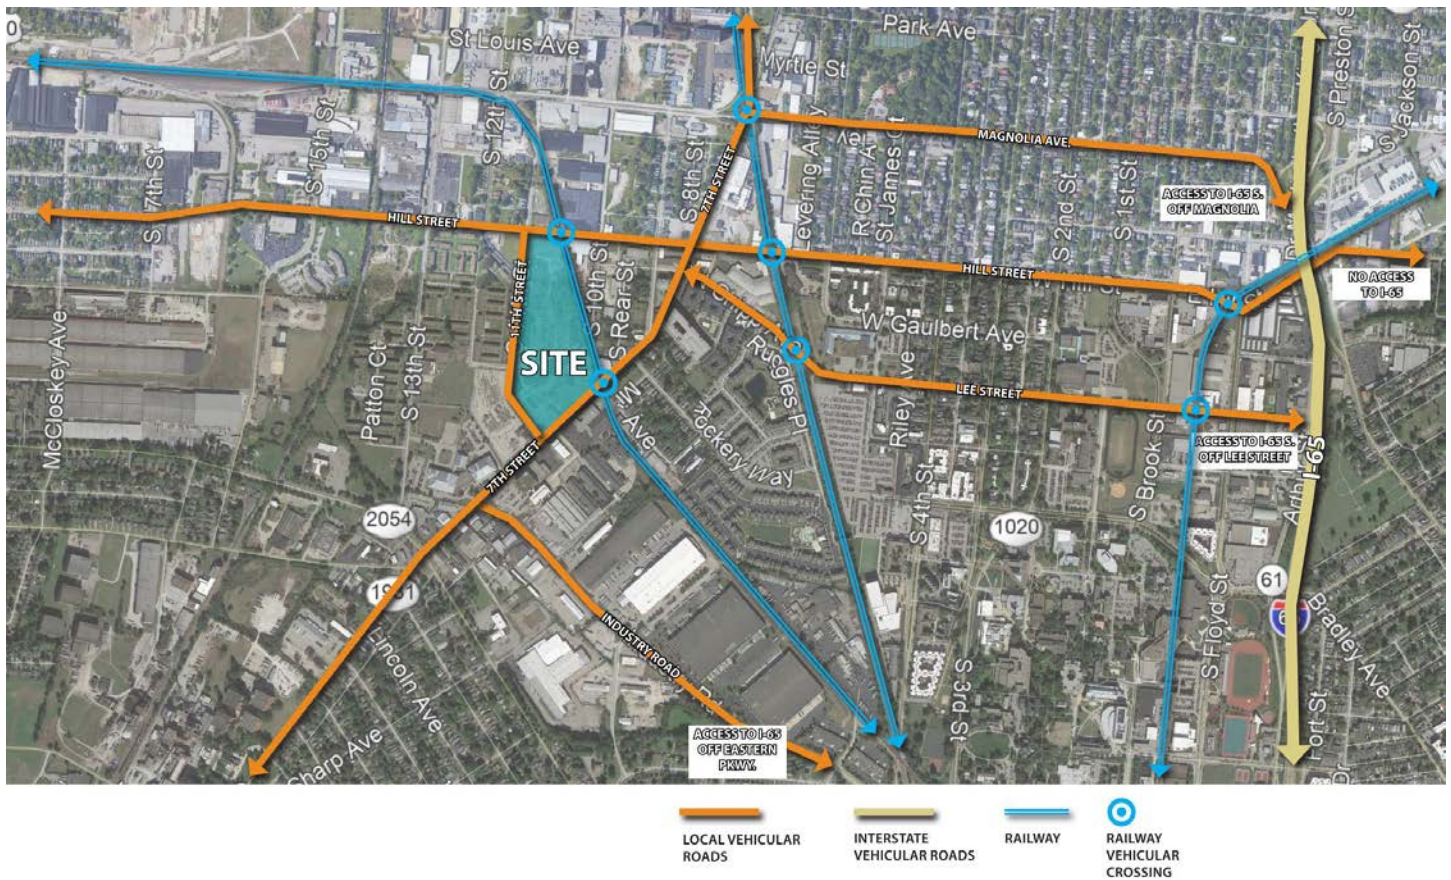 0
Park Ave
St Louis Ave
Myrtle St
S Preston S
S Jackson St
S 15th St
S 12th St
S 7th St
S 8th St
7TH STREET
Levering Alley
St James Ct
MAGNOLIA AVE.
S 2nd St
S 1st St
ACCESS TO I-65 S.
OFF MAGNOLIA
HILL STREET
HILL STREET
NO ACCESS
TO I-65
11TH STREET
S 10th St
S Rear St
W Gaulbert Ave
McCloskey Ave
Patton Ct
S 13th St
SITE
Ruggles Pl
Riley Ave
LEE STREET
Ave
Rockery Way
7TH STREET
S 4th St
S Brook St
ACCESS TO I-65 S.
OFF LEE STREET
I-65
2054
1020
61
Lincoln Ave
INDUSTRY ROAD
S Floyd St
Bradley Ave
Sharp Ave
S 3rd St
Fort St
Dr
ACCESS TO I-65
OFF EASTERN
PKWY.
LOCAL VEHICULAR
ROADS
INTERSTATE
VEHICULAR ROADS
RAILWAY
RAILWAY
VEHICULAR
CROSSING